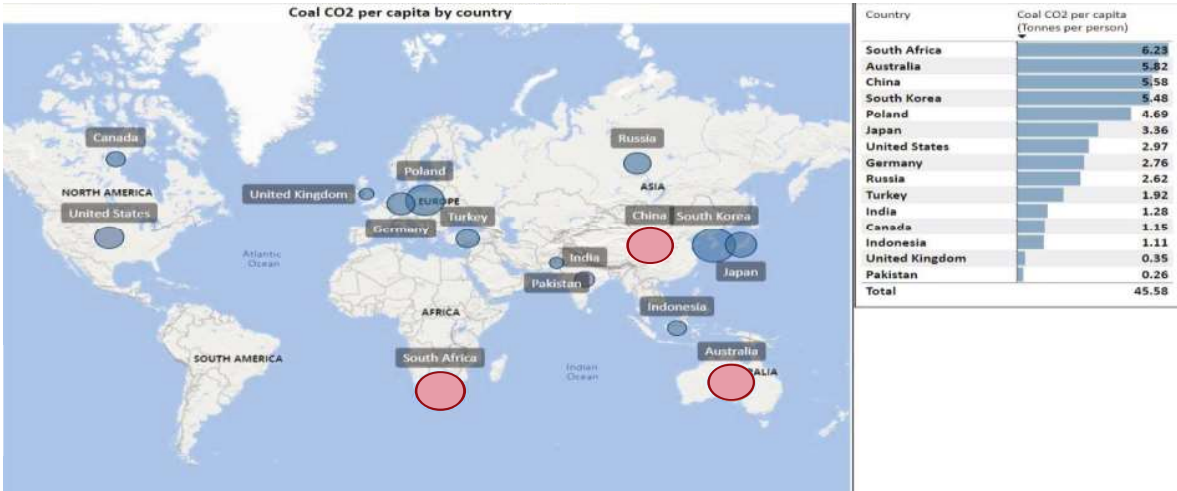 Coal CO2 per capita by country
Canada
Russia
NORTH AMERICA
United Kingdom
Poland
ASIA
EUROPE
United States
Germany
Turkey
China
South Korea
Atlantic
Ocean
India
Pakistan
Japan
AFRICA
Indonesia
SOUTH AMERICA
South Africa
Indian
Ocean
Australia
RALIA
Country
Coal CO2 per capita
(Tonnes per person)
South Africa 6.23
Australia 5.82
China 5.58
South Korea 5.48
Poland 4.69
Japan 3.36
United States 2.97
Germany 2.76
Russia 2.62
Turkey 1.92
India 1.28
Canada 1.15
Indonesia 1.11
United Kingdom 0.35
Pakistan 0.26
Total 45.58